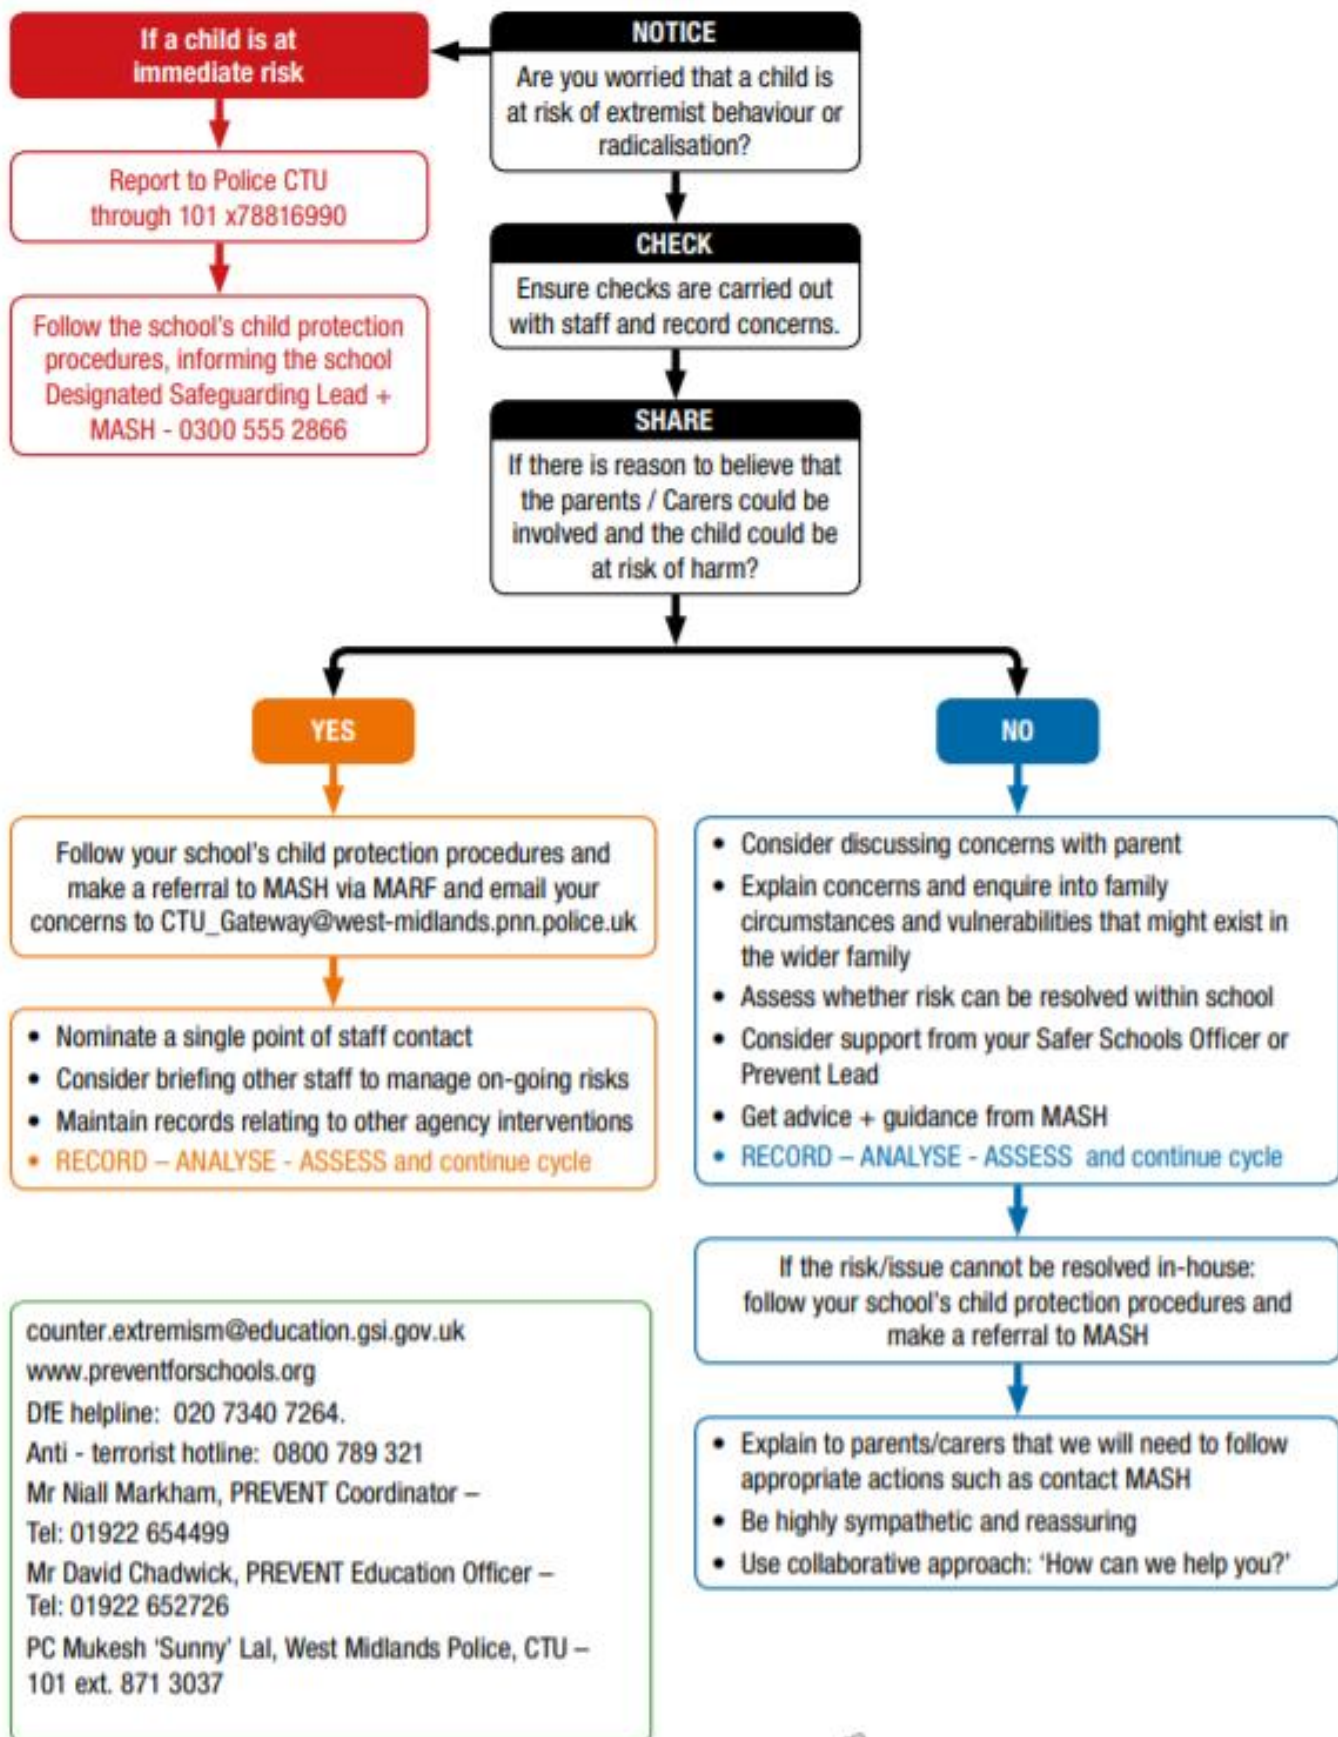 If a child is at
immediate risk
Report to Police CTU
through 101 x78816990
Follow the school's child protection
procedures, informing the school
Designated Safeguarding Lead +
MASH - 0300 555 2866
NOTICE
Are you worried that a child is
at risk of extremist behaviour or
radicalisation?
CHECK
Ensure checks are carried out
with staff and record concerns.
SHARE
If there is reason to believe that
the parents / Carers could be
involved and the child could be
at risk of harm?
YES
Follow your school's child protection procedures and
make a referral to MASH via MARF and email your
concerns to CTU_Gateway@west-midlands.pnn.police.uk
• Nominate a single point of staff contact
• Consider briefing other staff to manage on-going risks
• Maintain records relating to other agency interventions
• RECORD – ANALYSE - ASSESS and continue cycle
NO
• Consider discussing concerns with parent
• Explain concerns and enquire into family
circumstances and vulnerabilities that might exist in
the wider family
• Assess whether risk can be resolved within school
• Consider support from your Safer Schools Officer or
Prevent Lead
• Get advice + guidance from MASH
• RECORD – ANALYSE - ASSESS and continue cycle
If the risk/issue cannot be resolved in-house:
follow your school's child protection procedures and
make a referral to MASH
• Explain to parents/carers that we will need to follow
appropriate actions such as contact MASH
• Be highly sympathetic and reassuring
• Use collaborative approach: 'How can we help you?'
counter.extremism@education.gsi.gov.uk
www.preventforschools.org
DfE helpline: 020 7340 7264.
Anti - terrorist hotline: 0800 789 321
Mr Niall Markham, PREVENT Coordinator –
Tel: 01922 654499
Mr David Chadwick, PREVENT Education Officer –
Tel: 01922 652726
PC Mukesh 'Sunny' Lal, West Midlands Police, CTU –
101 ext. 871 3037